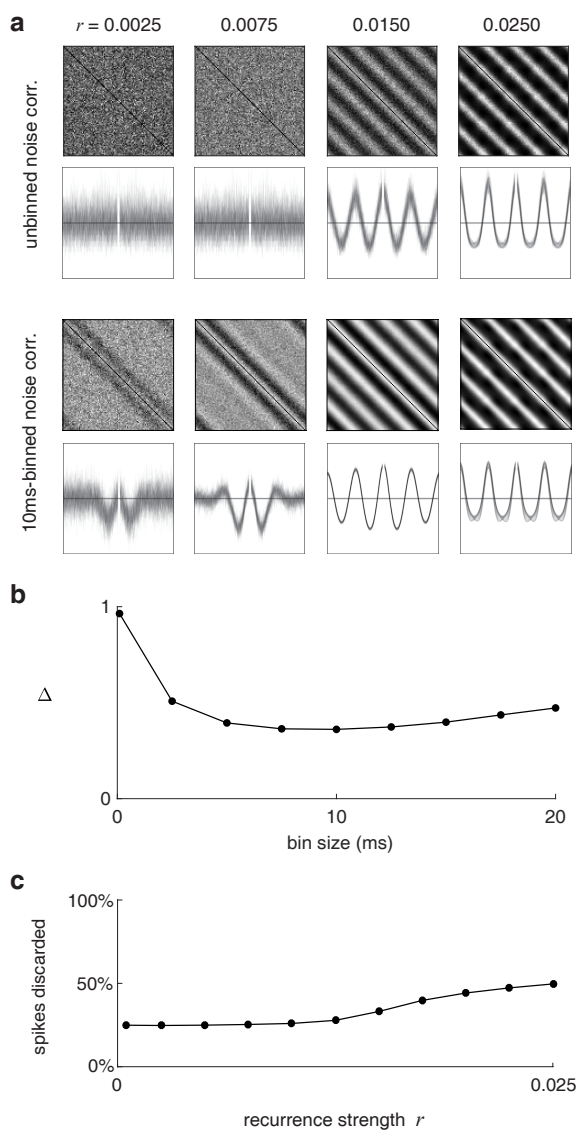 a
r = 0.0025 0.0075 0.0150 0.0250
unbinned noise corr.
10ms-binned noise corr.
b
1
Δ
0
0 10 20
bin size (ms)
c
100%
spikes discarded
50%
0%
0 0.025
recurrence strength r